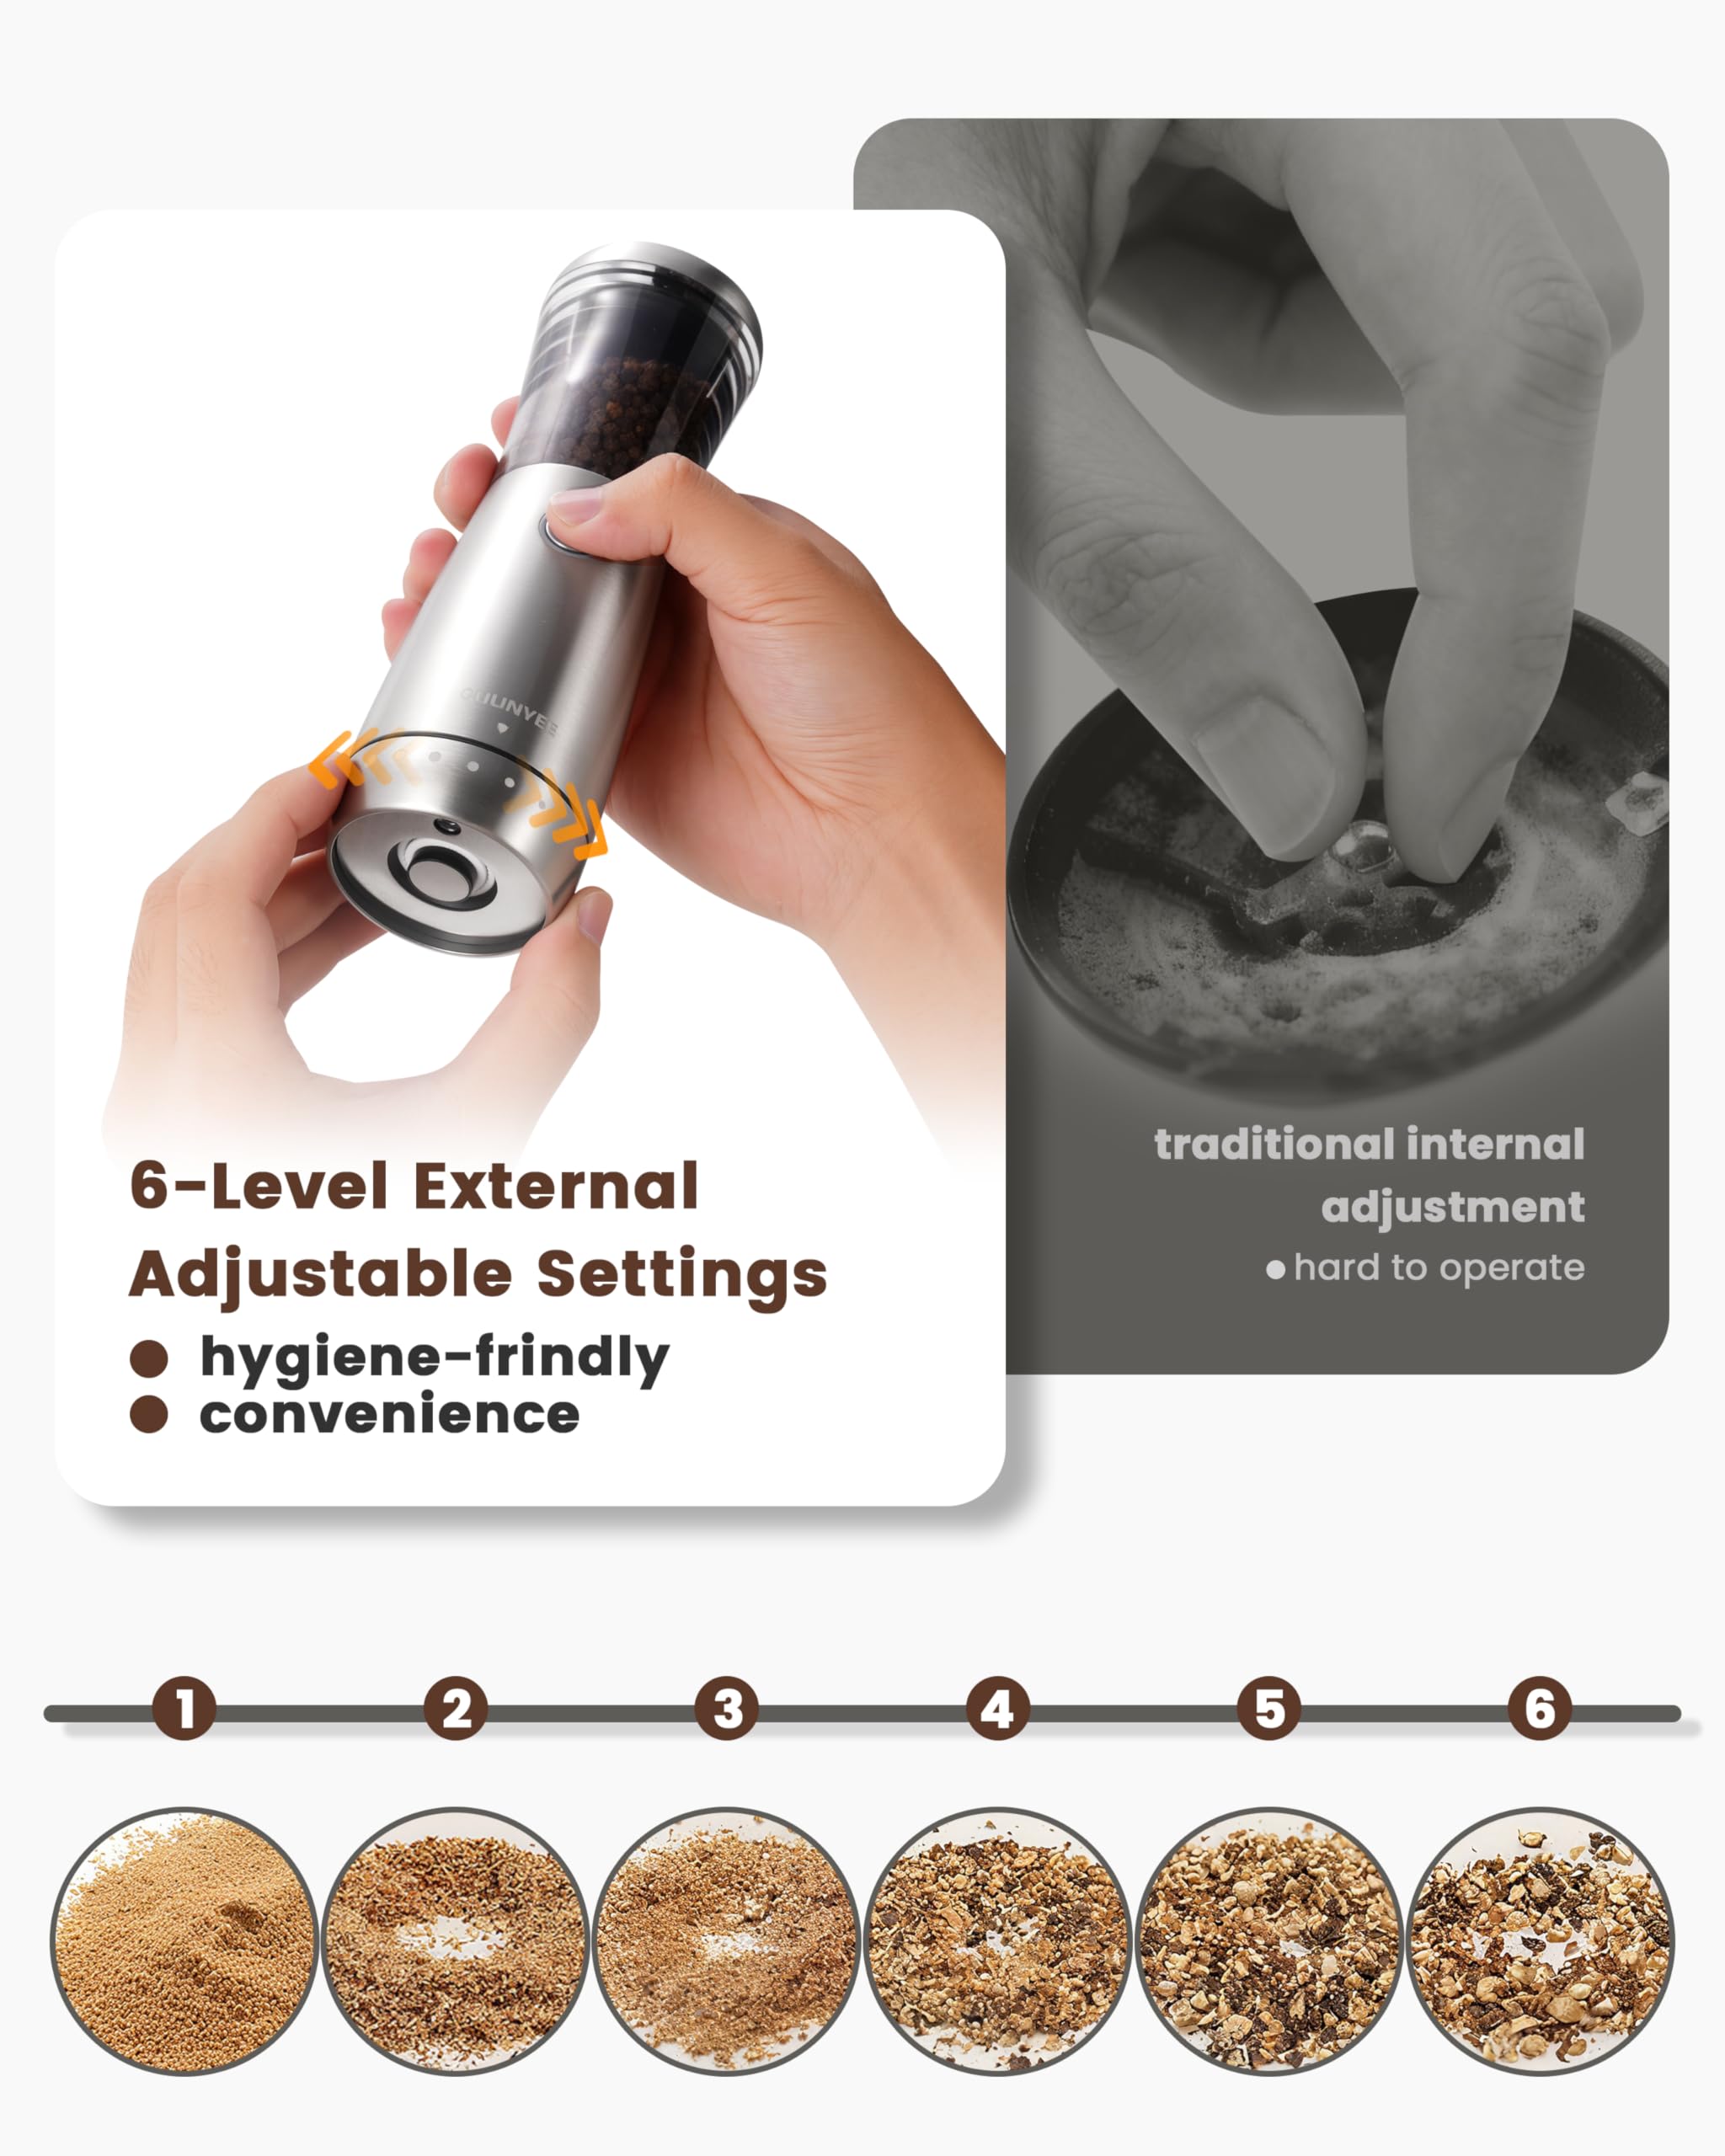 6-Level External
Adjustable Settings
hygiene-frindly
convenience
traditional internal
adjustment
hard to operate
1 2 3 4 5 6